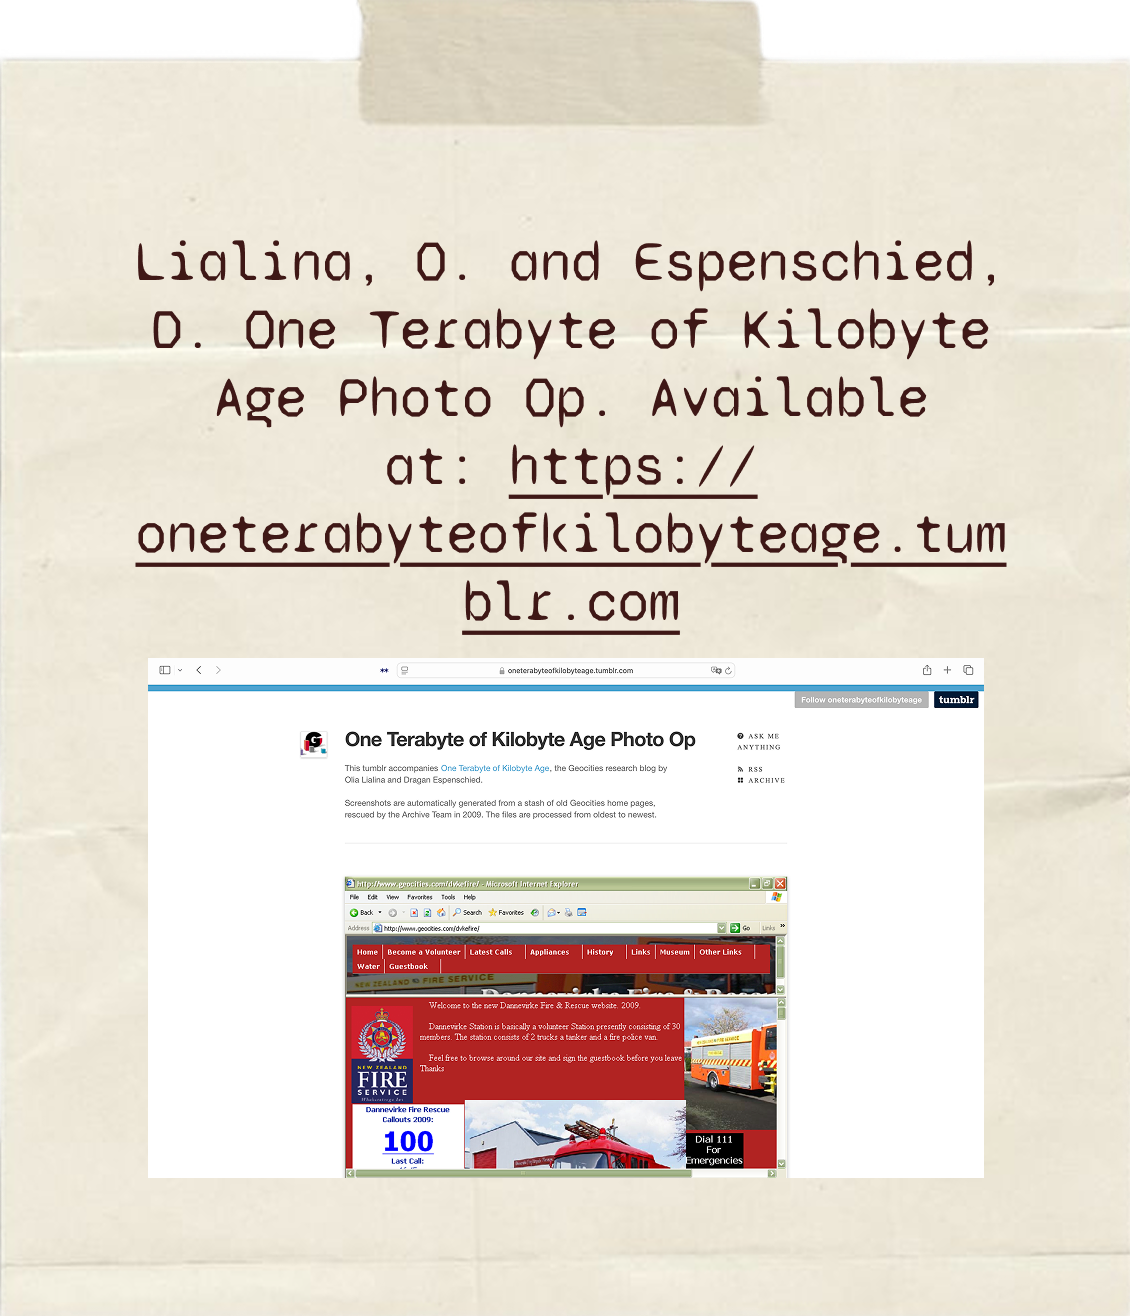 Lialina, O. and Espenschied,
D. One Terabyte of Kilobyte
Age Photo Op. Available
at: https://
oneterabyteofkilobyteage.tum
blr.com
oneterabyteofkilobyteage.tumblr.com
Follow oneterabyteofkilobyteage tumblr
One Terabyte of Kilobyte Age Photo Op
This tumblr accompanies One Terabyte of Kilobyte Age, the Geocities research blog by
Olia Lialina and Dragan Espenschied.
Screenshots are automatically generated from a stash of old Geocities home pages,
rescued by the Archive Team in 2009. The files are processed from oldest to newest.
ASK ME
ANYTHING
RSS
ARCHIVE
http://www.geocities.com/dvkefire/ - Microsoft Internet Explorer
File Edit View Favorites Tools Help
Back Search Favorites
Address http://www.geocities.com/dvkefire/ Go Links »
Home Become a Volunteer Latest Calls Appliances History Links Museum Other Links
Water Guestbook
NEW ZEALAND FIRE SERVICE
Dannevirke Fire & Rescue
Welcome to the new Dannevirke Fire & Rescue website. 2009
Dannevirke Station is basically a volunteer Station presently consisting of 30
members. The station consists of 2 trucks a tanker and a fire police van.
Feel free to browse around our site and sign the guestbook before you leave
Thanks
NEW ZEALAND
FIRE
SERVICE
Dannevirke Fire Rescue
Callouts 2009:
100
Last Call:
Dial 111
For
Emergencies